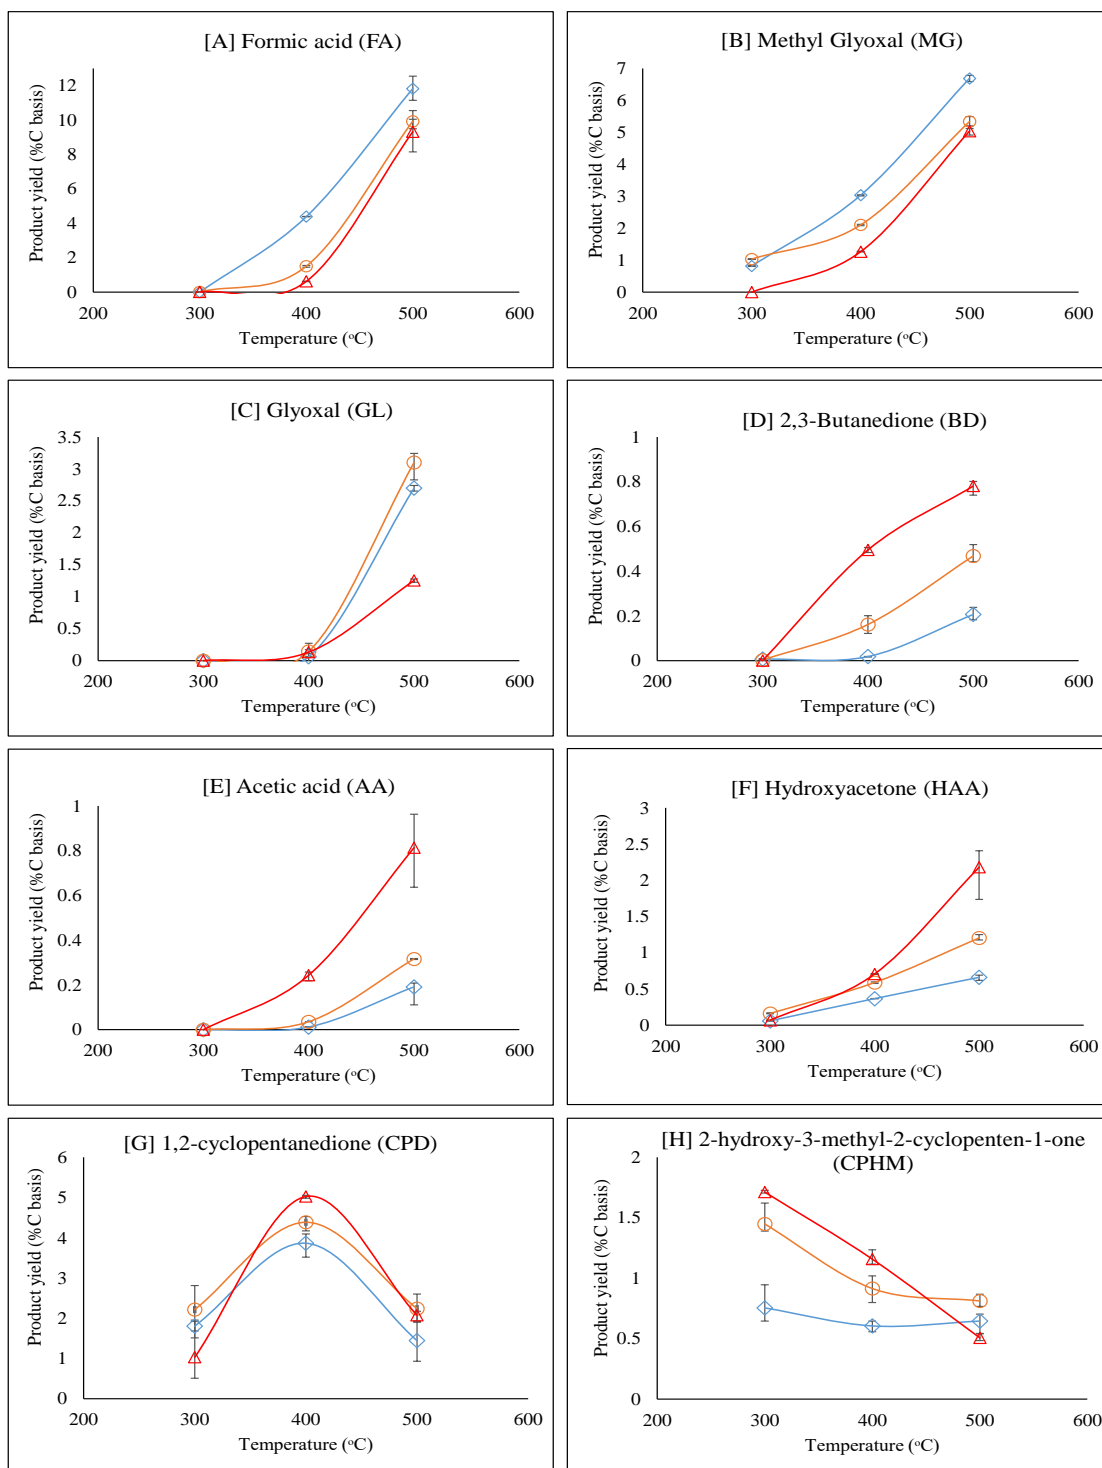 [A] Formic acid (FA)
Product yield (%C basis)
12
10
8
6
4
2
0
200 300 400 500 600
Temperature (°C)
[B] Methyl Glyoxal (MG)
Product yield (%C basis)
7
6
5
4
3
2
1
0
200 300 400 500 600
Temperature (°C)
[C] Glyoxal (GL)
Product yield (%C basis)
3.5
3
2.5
2
1.5
1
0.5
0
200 300 400 500 600
Temperature (°C)
[D] 2,3-Butanedione (BD)
Product yield (%C basis)
1
0.8
0.6
0.4
0.2
0
200 300 400 500 600
Temperature (°C)
[E] Acetic acid (AA)
Product yield (%C basis)
1
0.8
0.6
0.4
0.2
0
200 300 400 500 600
Temperature (°C)
[F] Hydroxyacetone (HAA)
Product yield (%C basis)
3
2.5
2
1.5
1
0.5
0
200 300 400 500 600
Temperature (°C)
[G] 1,2-cyclopentanedione (CPD)
Product yield (%C basis)
6
5
4
3
2
1
0
200 300 400 500 600
Temperature (°C)
[H] 2-hydroxy-3-methyl-2-cyclopenten-1-one
(CPHM)
Product yield (%C basis)
2
1.5
1
0.5
0
200 300 400 500 600
Temperature (°C)